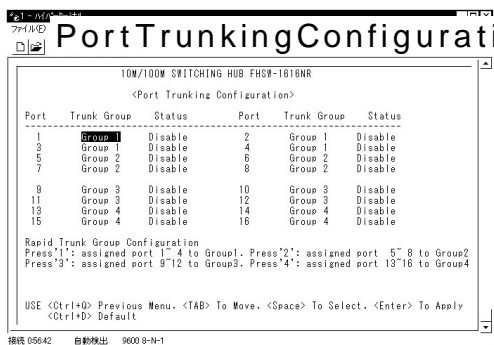 ファイル(F)
PortTrunkingConfigurati
10M/100M SWITCHING HUB FHSW-1616NR
<Port Trunking Configuration>
Port Trunk Group Status Port Trunk Group Status
1 Group 1 Disable 2 Group 1 Disable
3 Group 1 Disable 4 Group 1 Disable
5 Group 2 Disable 6 Group 2 Disable
7 Group 2 Disable 8 Group 2 Disable
9 Group 3 Disable 10 Group 3 Disable
11 Group 3 Disable 12 Group 3 Disable
13 Group 4 Disable 14 Group 4 Disable
15 Group 4 Disable 16 Group 4 Disable
Rapid Trunk Group Configuration
Press'1': assigned port 1~ 4 to Group1. Press'2': assigned port 5~ 8 to Group2
Press'3': assigned port 9~12 to Group3. Press'4': assigned port 13~16 to Group4
USE <Ctrl+Q> Previous Menu. <TAB> To Move. <Space> To Select. <Enter> To Apply
<Ctrl+D> Default
接続 0:56:42 自動検出 9600 8-N-1